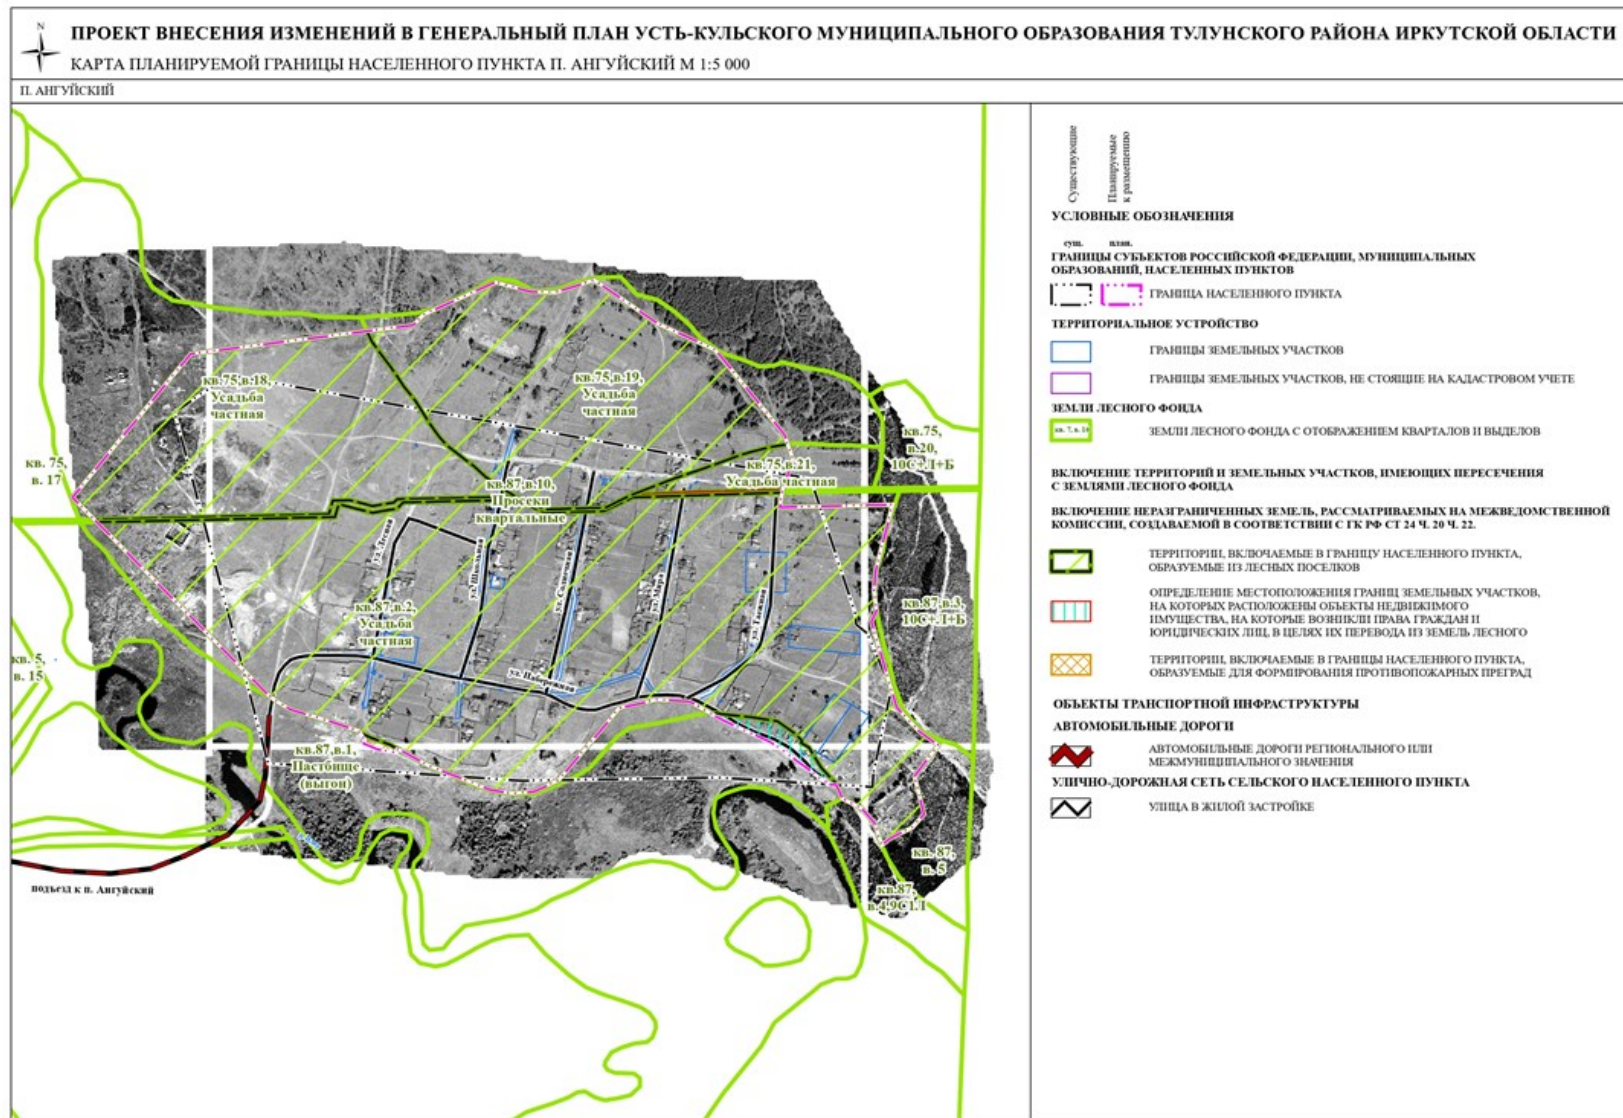 N
ПРОЕКТ ВНЕСЕНИЯ ИЗМЕНЕНИЙ В ГЕНЕРАЛЬНЫЙ ПЛАН УСТЬ-КУЛЬСКОГО МУНИЦИПАЛЬНОГО ОБРАЗОВАНИЯ ТУЛУНСКОГО РАЙОНА ИРКУТСКОЙ ОБЛАСТИ
КАРТА ПЛАНИРУЕМОЙ ГРАНИЦЫ НАСЕЛЕННОГО ПУНКТА П. АНГУЙСКИЙ М 1:5 000
П. АНГУЙСКИЙ
кв.75,в.18,
Усадьба
частная
кв.75,в.19,
Усадьба
частная
кв. 75,
в. 17
кв.75,
в.20,
10С+Л+Б
кв.75,в.21,
Усадьба частная
кв.87,в.10,
Просеки
квартальные
ул. Лесная
ул. Школьная
ул. Солнечная
ул. Мира
ул. Таежная
кв.87,в.2,
Усадьба
частная
кв.87,в.3,
10С+Л+Б
кв. 5,
в. 15
ул. Набережная
кв.87,в.1,
Пастбище
(выгон)
кв. 87,
в. 5
кв.87,
в.4,9С1Л
подъезд к п. Ангуйский
Существующие
Планируемые
к размещению
УСЛОВНЫЕ ОБОЗНАЧЕНИЯ
сущ. план.
ГРАНИЦЫ СУБЪЕКТОВ РОССИЙСКОЙ ФЕДЕРАЦИИ, МУНИЦИПАЛЬНЫХ
ОБРАЗОВАНИЙ, НАСЕЛЕННЫХ ПУНКТОВ
ГРАНИЦА НАСЕЛЕННОГО ПУНКТА
ТЕРРИТОРИАЛЬНОЕ УСТРОЙСТВО
ГРАНИЦЫ ЗЕМЕЛЬНЫХ УЧАСТКОВ
ГРАНИЦЫ ЗЕМЕЛЬНЫХ УЧАСТКОВ, НЕ СТОЯЩИЕ НА КАДАСТРОВОМ УЧЕТЕ
ЗЕМЛИ ЛЕСНОГО ФОНДА
ЗЕМЛИ ЛЕСНОГО ФОНДА С ОТОБРАЖЕНИЕМ КВАРТАЛОВ И ВЫДЕЛОВ
ВКЛЮЧЕНИЕ ТЕРРИТОРИЙ И ЗЕМЕЛЬНЫХ УЧАСТКОВ, ИМЕЮЩИХ ПЕРЕСЕЧЕНИЯ
С ЗЕМЛЯМИ ЛЕСНОГО ФОНДА
ВКЛЮЧЕНИЕ НЕРАЗГРАНИЧЕННЫХ ЗЕМЕЛЬ, РАССМАТРИВАЕМЫХ НА МЕЖВЕДОМСТВЕННОЙ
КОМИССИИ, СОЗДАВАЕМОЙ В СООТВЕТСТВИИ С ГК РФ СТ 24 Ч. 20 Ч. 22.
ТЕРРИТОРИИ, ВКЛЮЧАЕМЫЕ В ГРАНИЦУ НАСЕЛЕННОГО ПУНКТА,
ОБРАЗУЕМЫЕ ИЗ ЛЕСНЫХ ПОСЕЛКОВ
ОПРЕДЕЛЕНИЕ МЕСТОПОЛОЖЕНИЯ ГРАНИЦ ЗЕМЕЛЬНЫХ УЧАСТКОВ,
НА КОТОРЫХ РАСПОЛОЖЕНЫ ОБЪЕКТЫ НЕДВИЖИМОГО
ИМУЩЕСТВА, НА КОТОРЫЕ ВОЗНИКЛИ ПРАВА ГРАЖДАН И
ЮРИДИЧЕСКИХ ЛИЦ, В ЦЕЛЯХ ИХ ПЕРЕВОДА ИЗ ЗЕМЕЛЬ ЛЕСНОГО
ТЕРРИТОРИИ, ВКЛЮЧАЕМЫЕ В ГРАНИЦЫ НАСЕЛЕННОГО ПУНКТА,
ОБРАЗУЕМЫЕ ДЛЯ ФОРМИРОВАНИЯ ПРОТИВОПОЖАРНЫХ ПРЕГРАД
ОБЪЕКТЫ ТРАНСПОРТНОЙ ИНФРАСТРУКТУРЫ
АВТОМОБИЛЬНЫЕ ДОРОГИ
АВТОМОБИЛЬНЫЕ ДОРОГИ РЕГИОНАЛЬНОГО ИЛИ
МЕЖМУНИЦИПАЛЬНОГО ЗНАЧЕНИЯ
УЛИЧНО-ДОРОЖНАЯ СЕТЬ СЕЛЬСКОГО НАСЕЛЕННОГО ПУНКТА
УЛИЦА В ЖИЛОЙ ЗАСТРОЙКЕ